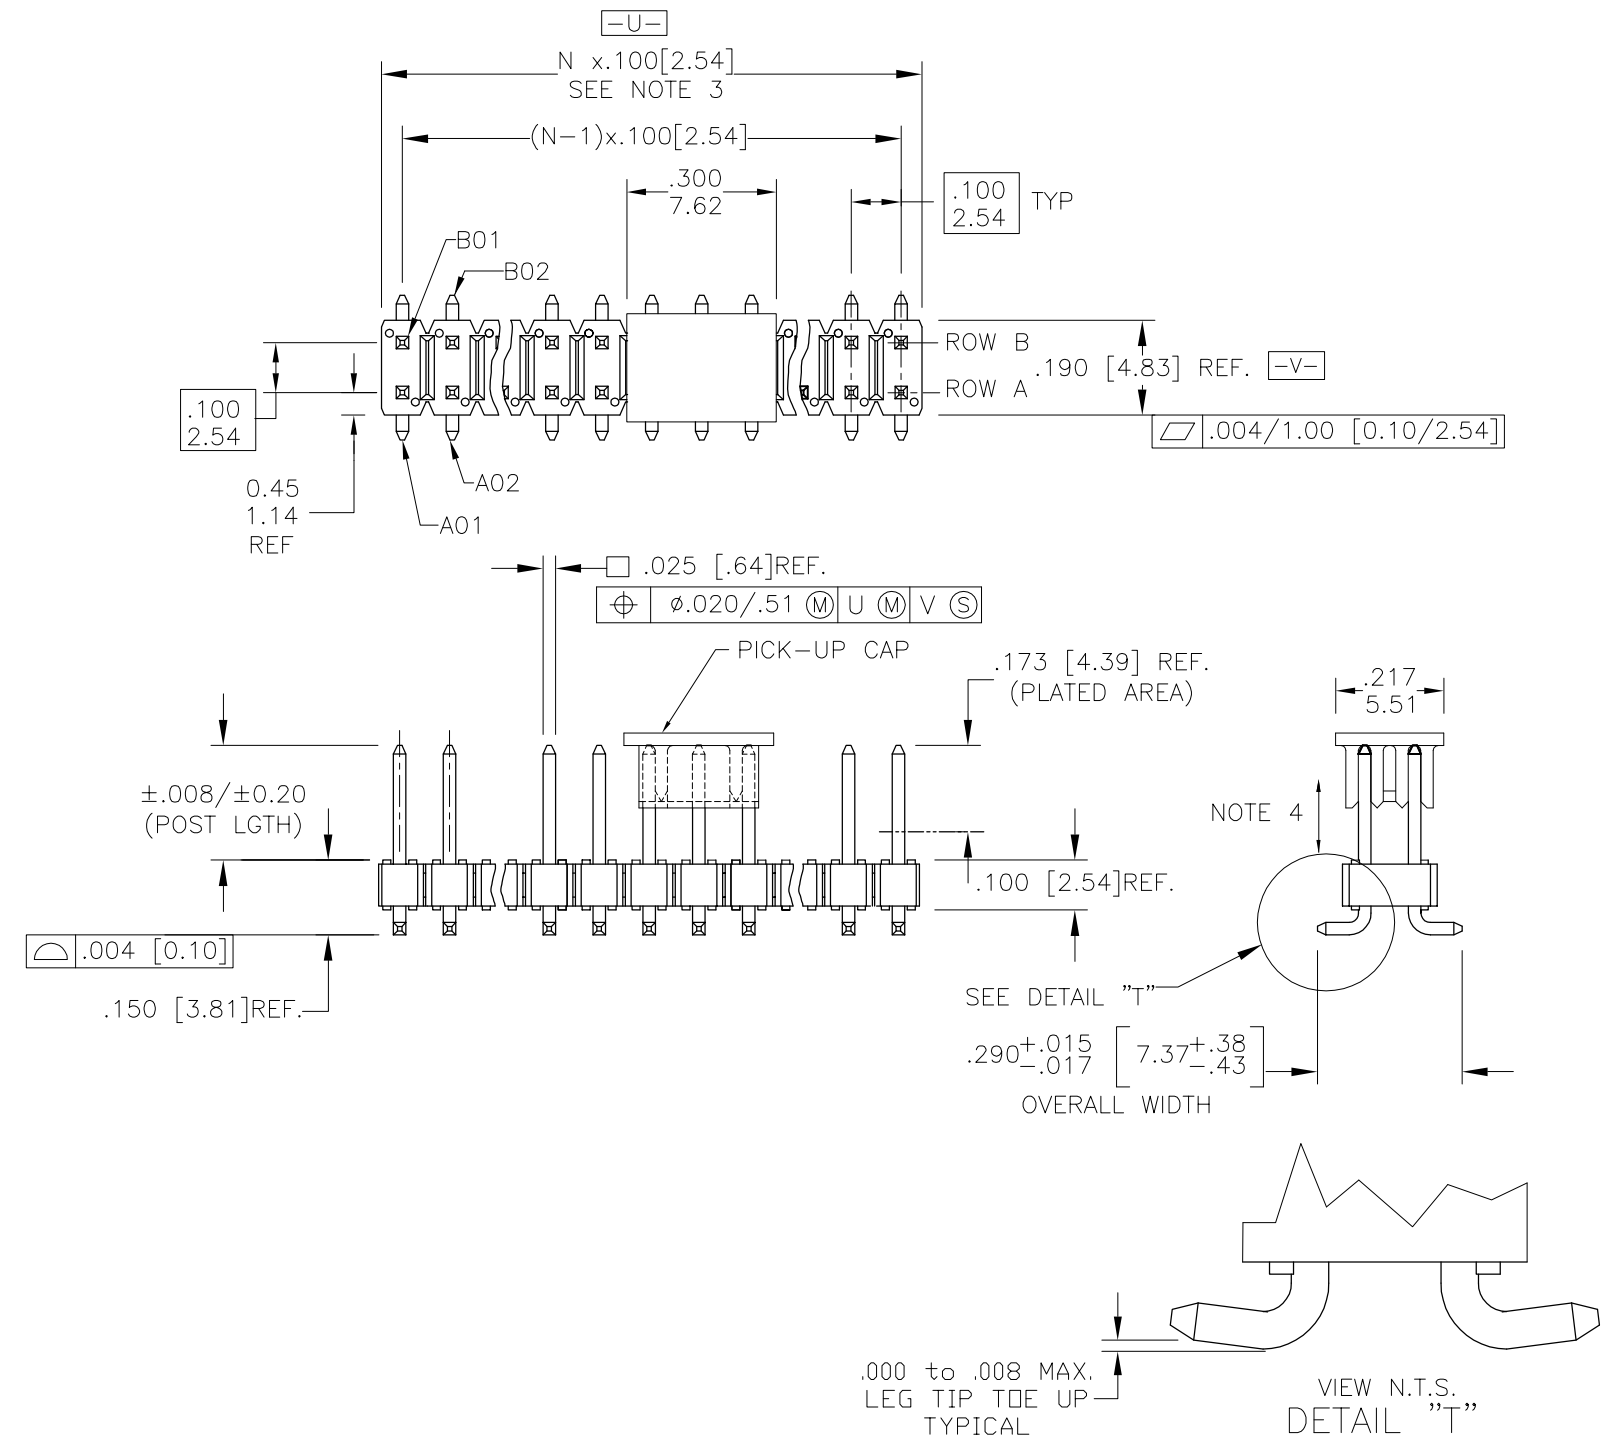 -U-
N x.100[2.54]
SEE NOTE 3
(N-1)x.100[2.54]
.300
7.62
.100
2.54
TYP
B01
B02
ROW B
.190 [4.83] REF.
-V-
ROW A
.100
2.54
.004/1.00 [0.10/2.54]
A02
0.45
1.14
REF
A01
.025 [.64]REF.
⌀.020/.51 Ⓜ U Ⓜ V Ⓢ
PICK-UP CAP
.173 [4.39] REF.
(PLATED AREA)
.217
5.51
±.008/±0.20
(POST LGTH)
NOTE 4
.100 [2.54]REF.
.004 [0.10]
.150 [3.81]REF.
SEE DETAIL "T"
.290 +.015 -.017 [7.37 +.38 -.43]
OVERALL WIDTH
.000 to .008 MAX.
LEG TIP TOE UP
TYPICAL
VIEW N.T.S.
DETAIL "T"